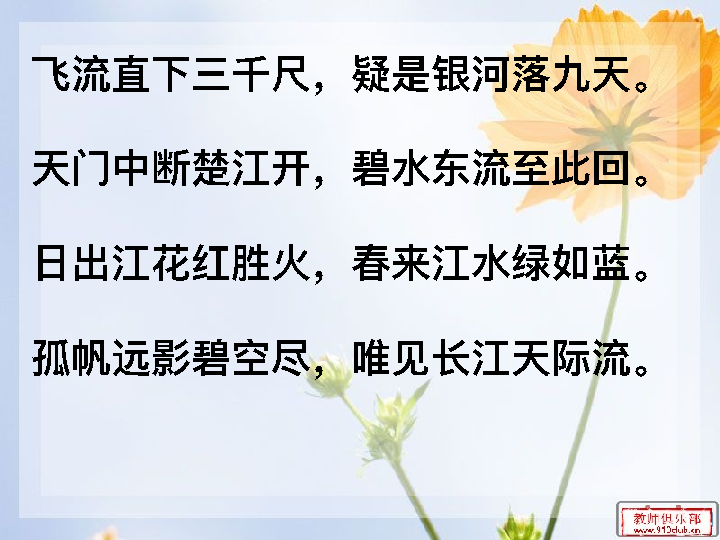 飞流直下三千尺，疑是银河落九天。
天门中断楚江开，碧水东流至此回。
日出江花红胜火，春来江水绿如蓝。
孤帆远影碧空尽，唯见长江天际流。
教师俱乐部
www.910club.cn